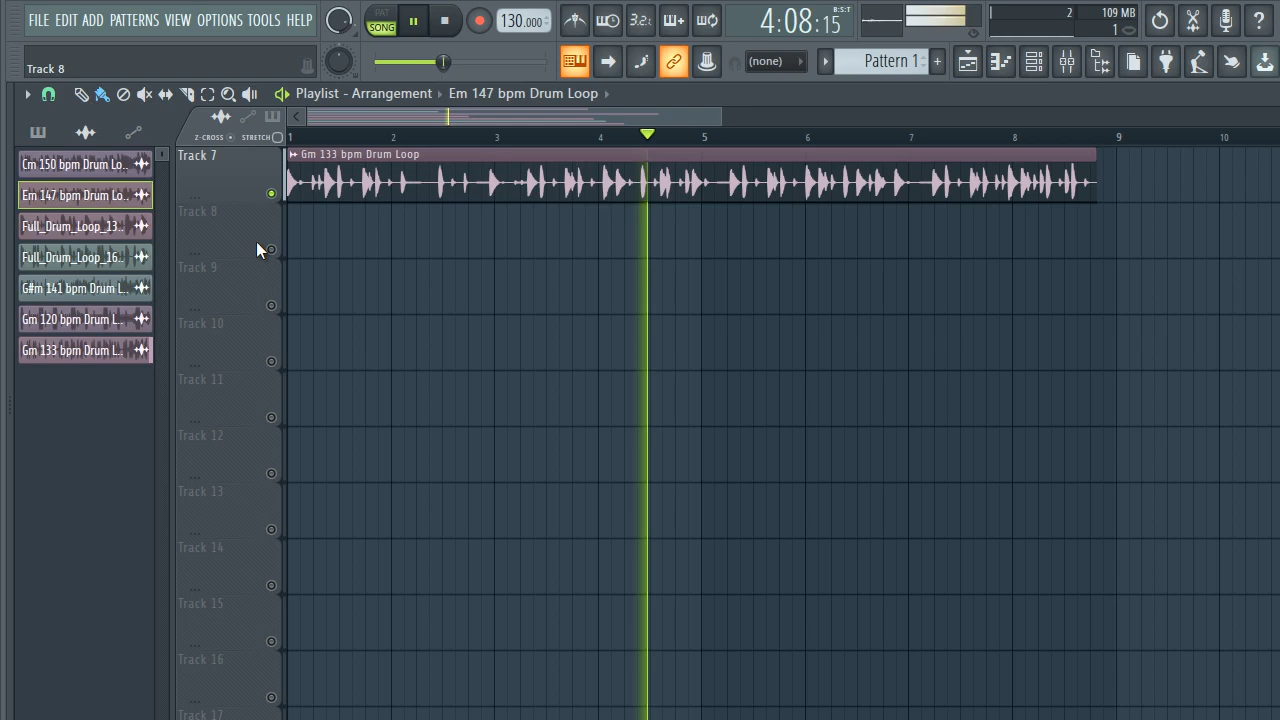 FILE EDIT ADD PATTERNS VIEW OPTIONS TOOLS HELP
PAT
SONG
130.000
3.2.
4:08:15
B:S:T
2
109 MB
1
Track 8
(none)
Pattern 1
+
Playlist - Arrangement › Em 147 bpm Drum Loop ›
Z-CROSS
STRETCH
1 2 3 4 5 6 7 8 9 10
Cm 150 bpm Drum Lo..
Em 147 bpm Drum Lo..
Full_Drum_Loop_13..
Full_Drum_Loop_16..
G#m 141 bpm Drum L..
Gm 120 bpm Drum L..
Gm 133 bpm Drum L..
Track 7
Gm 133 bpm Drum Loop
...
Track 8
...
Track 9
...
Track 10
...
Track 11
...
Track 12
...
Track 13
...
Track 14
...
Track 15
...
Track 16
...
Track 17